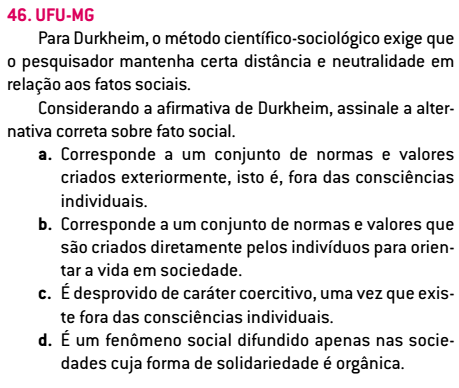 46. UFU-MG
Para Durkheim, o método científico-sociológico exige que
o pesquisador mantenha certa distância e neutralidade em
relação aos fatos sociais.
Considerando a afirmativa de Durkheim, assinale a alter-
nativa correta sobre fato social.
a. Corresponde a um conjunto de normas e valores
criados exteriormente, isto é, fora das consciências
individuais.
b. Corresponde a um conjunto de normas e valores que
são criados diretamente pelos indivíduos para orien-
tar a vida em sociedade.
c. É desprovido de caráter coercitivo, uma vez que exis-
te fora das consciências individuais.
d. É um fenômeno social difundido apenas nas socie-
dades cuja forma de solidariedade é orgânica.